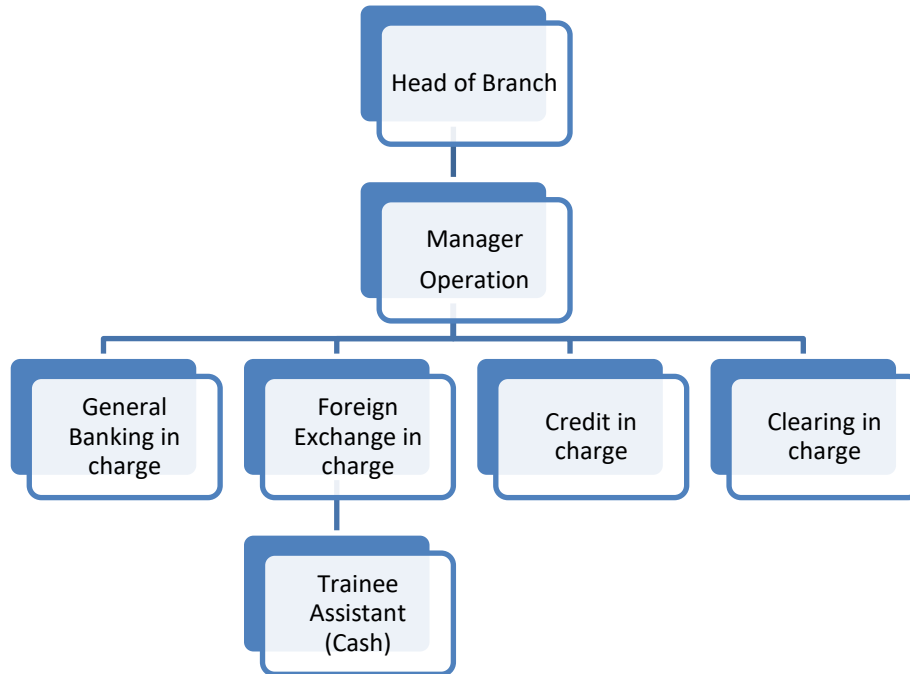 Head of Branch
Manager
Operation
General
Banking in
charge
Foreign
Exchange in
charge
Credit in
charge
Clearing in
charge
Trainee
Assistant
(Cash)